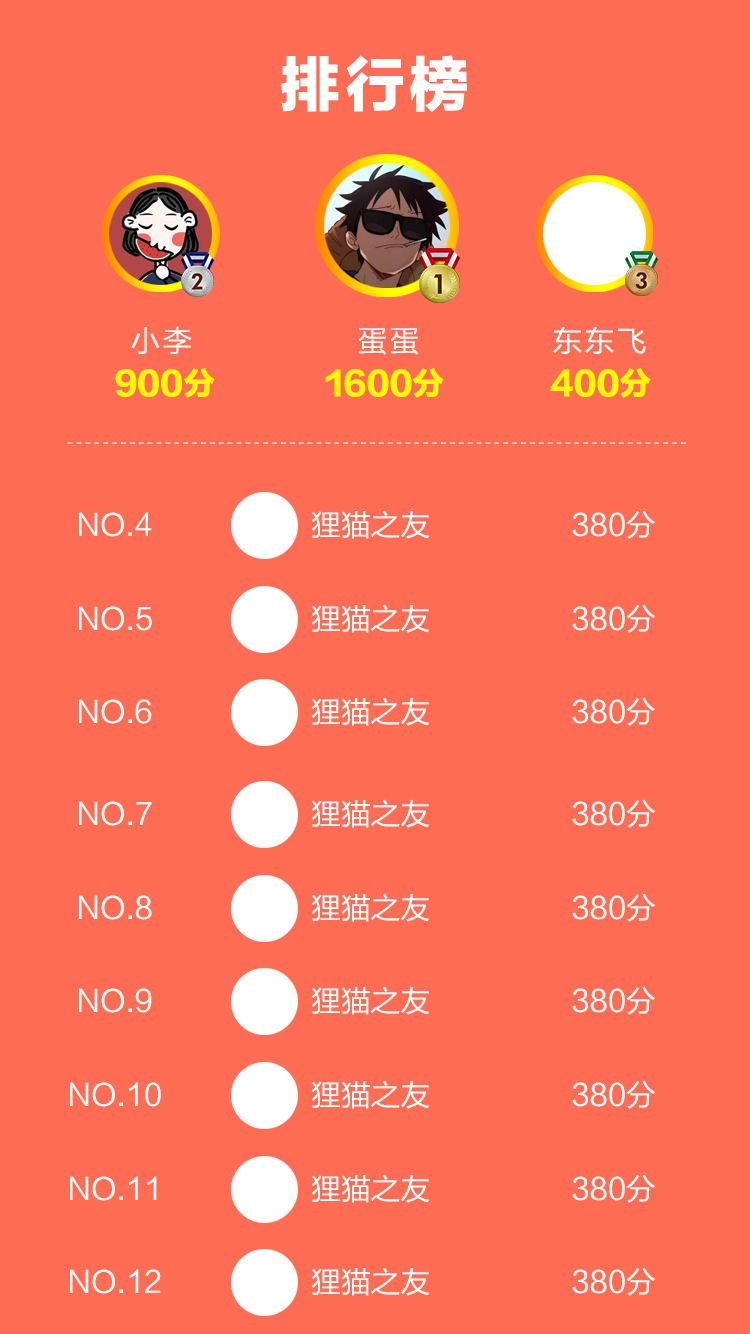 排行榜
2
1
3
小李
蛋蛋
东东飞
900分
1600分
400分
NO.4 狸猫之友 380分
NO.5 狸猫之友 380分
NO.6 狸猫之友 380分
NO.7 狸猫之友 380分
NO.8 狸猫之友 380分
NO.9 狸猫之友 380分
NO.10 狸猫之友 380分
NO.11 狸猫之友 380分
NO.12 狸猫之友 380分